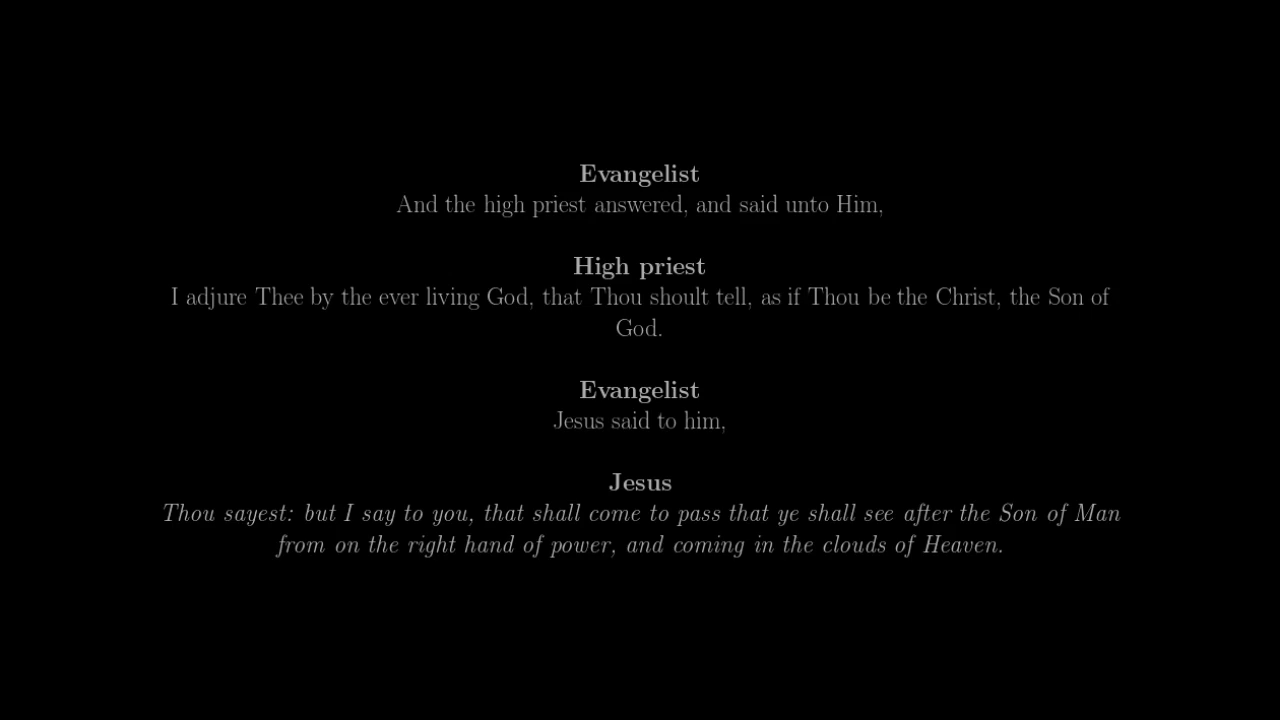 Evangelist
And the high priest answered, and said unto Him,
High priest
I adjure Thee by the ever living God, that Thou shoult tell, as if Thou be the Christ, the Son of
God.
Evangelist
Jesus said to him,
Jesus
Thou sayest: but I say to you, that shall come to pass that ye shall see after the Son of Man
from on the right hand of power, and coming in the clouds of Heaven.